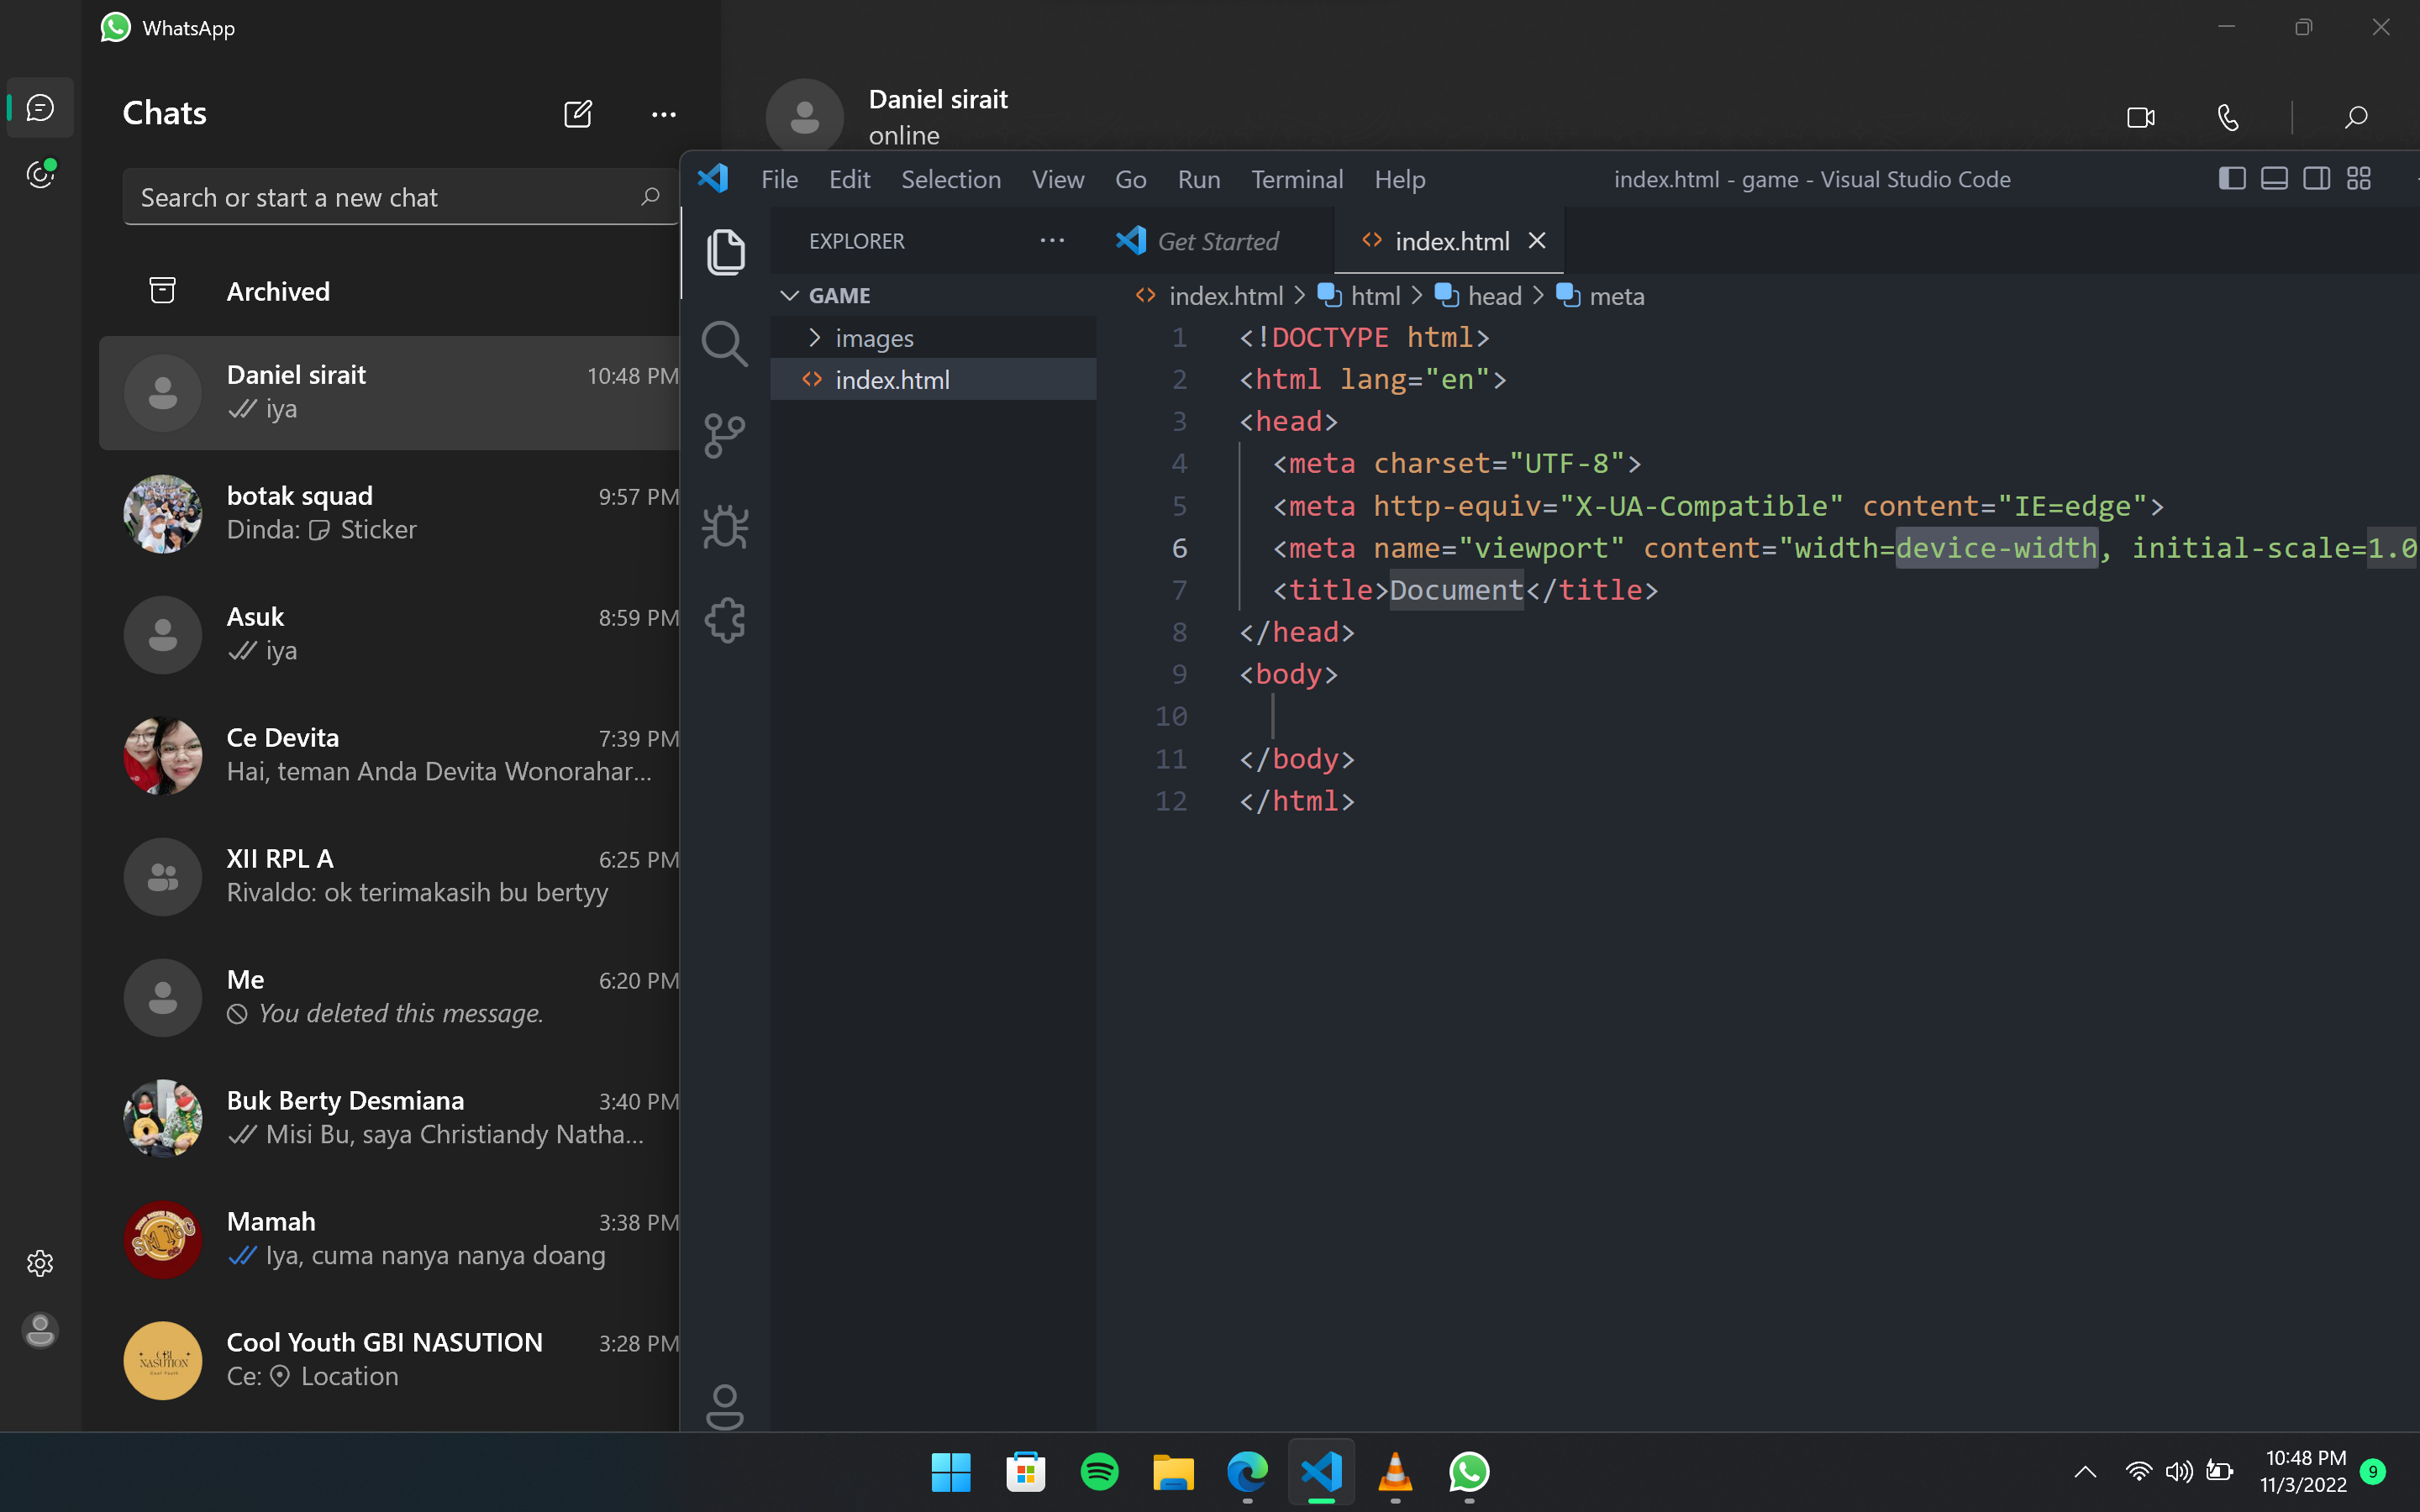 WhatsApp
Chats
Search or start a new chat
Archived
Daniel sirait 10:48 PM
iya
botak squad 9:57 PM
Dinda: Sticker
Asuk 8:59 PM
iya
Ce Devita 7:39 PM
Hai, teman Anda Devita Wonorahar...
XII RPL A 6:25 PM
Rivaldo: ok terimakasih bu bertyy
Me 6:20 PM
You deleted this message.
Buk Berty Desmiana 3:40 PM
Misi Bu, saya Christiandy Natha...
Mamah 3:38 PM
Iya, cuma nanya nanya doang
Cool Youth GBI NASUTION 3:28 PM
Ce: Location
Daniel sirait
online
File Edit Selection View Go Run Terminal Help index.html - game - Visual Studio Code
EXPLORER
GAME
images
index.html
Get Started index.html
index.html html head meta
1 <!DOCTYPE html>
2 <html lang="en">
3 <head>
4 <meta charset="UTF-8">
5 <meta http-equiv="X-UA-Compatible" content="IE=edge">
6 <meta name="viewport" content="width=device-width, initial-scale=1.0
7 <title>Document</title>
8 </head>
9 <body>
10
11 </body>
12 </html>
10:48 PM
11/3/2022
9